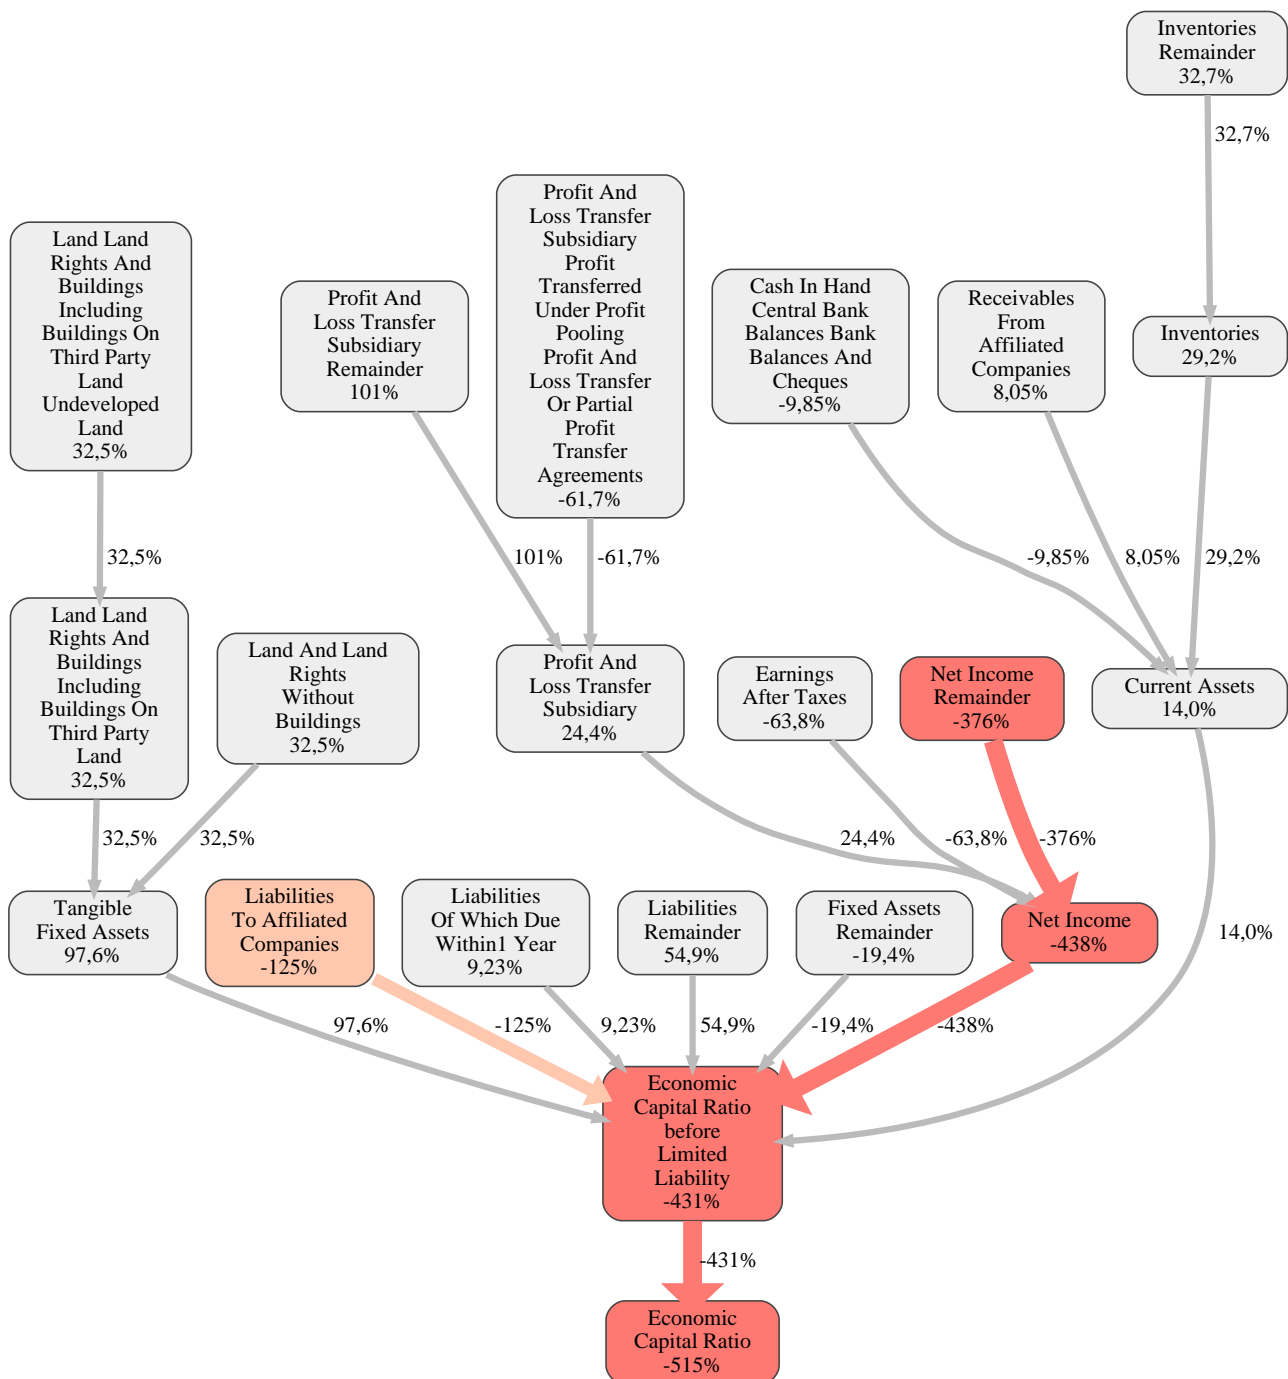 Inventories
Remainder
32,7%
32,7%
Land Land
Rights And
Buildings
Including
Buildings On
Third Party
Land
Undeveloped
Land
32,5%
Profit And
Loss Transfer
Subsidiary
Remainder
101%
Profit And
Loss Transfer
Subsidiary
Profit
Transferred
Under Profit
Pooling
Profit And
Loss Transfer
Or Partial
Profit
Transfer
Agreements
-61,7%
Cash In Hand
Central Bank
Balances Bank
Balances And
Cheques
-9,85%
Receivables
From
Affiliated
Companies
8,05%
Inventories
29,2%
32,5%
101%
-61,7%
-9,85%
8,05%
29,2%
Land Land
Rights And
Buildings
Including
Buildings On
Third Party
Land
32,5%
Land And Land
Rights
Without
Buildings
32,5%
Profit And
Loss Transfer
Subsidiary
24,4%
Earnings
After Taxes
-63,8%
Net Income
Remainder
-376%
Current Assets
14,0%
32,5%
32,5%
24,4%
-63,8%
-376%
Tangible
Fixed Assets
97,6%
Liabilities
To Affiliated
Companies
-125%
Liabilities
Of Which Due
Within1 Year
9,23%
Liabilities
Remainder
54,9%
Fixed Assets
Remainder
-19,4%
Net Income
-438%
14,0%
97,6%
-125%
9,23%
54,9%
-19,4%
-438%
Economic
Capital Ratio
before
Limited
Liability
-431%
-431%
Economic
Capital Ratio
-515%